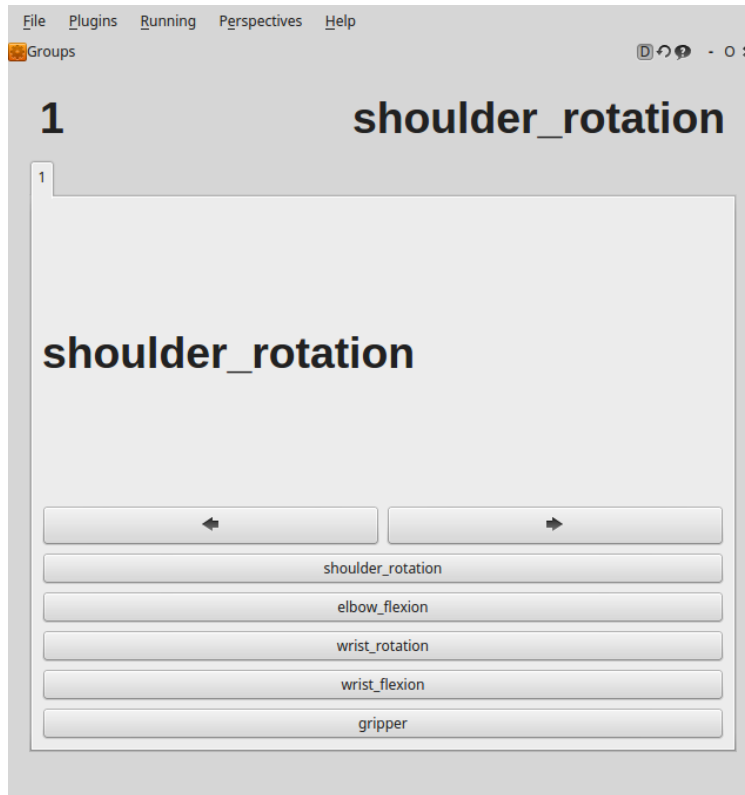 File Plugins Running Perspectives Help
Groups D - O
1 shoulder_rotation
1
shoulder_rotation
shoulder_rotation
elbow_flexion
wrist_rotation
wrist_flexion
gripper